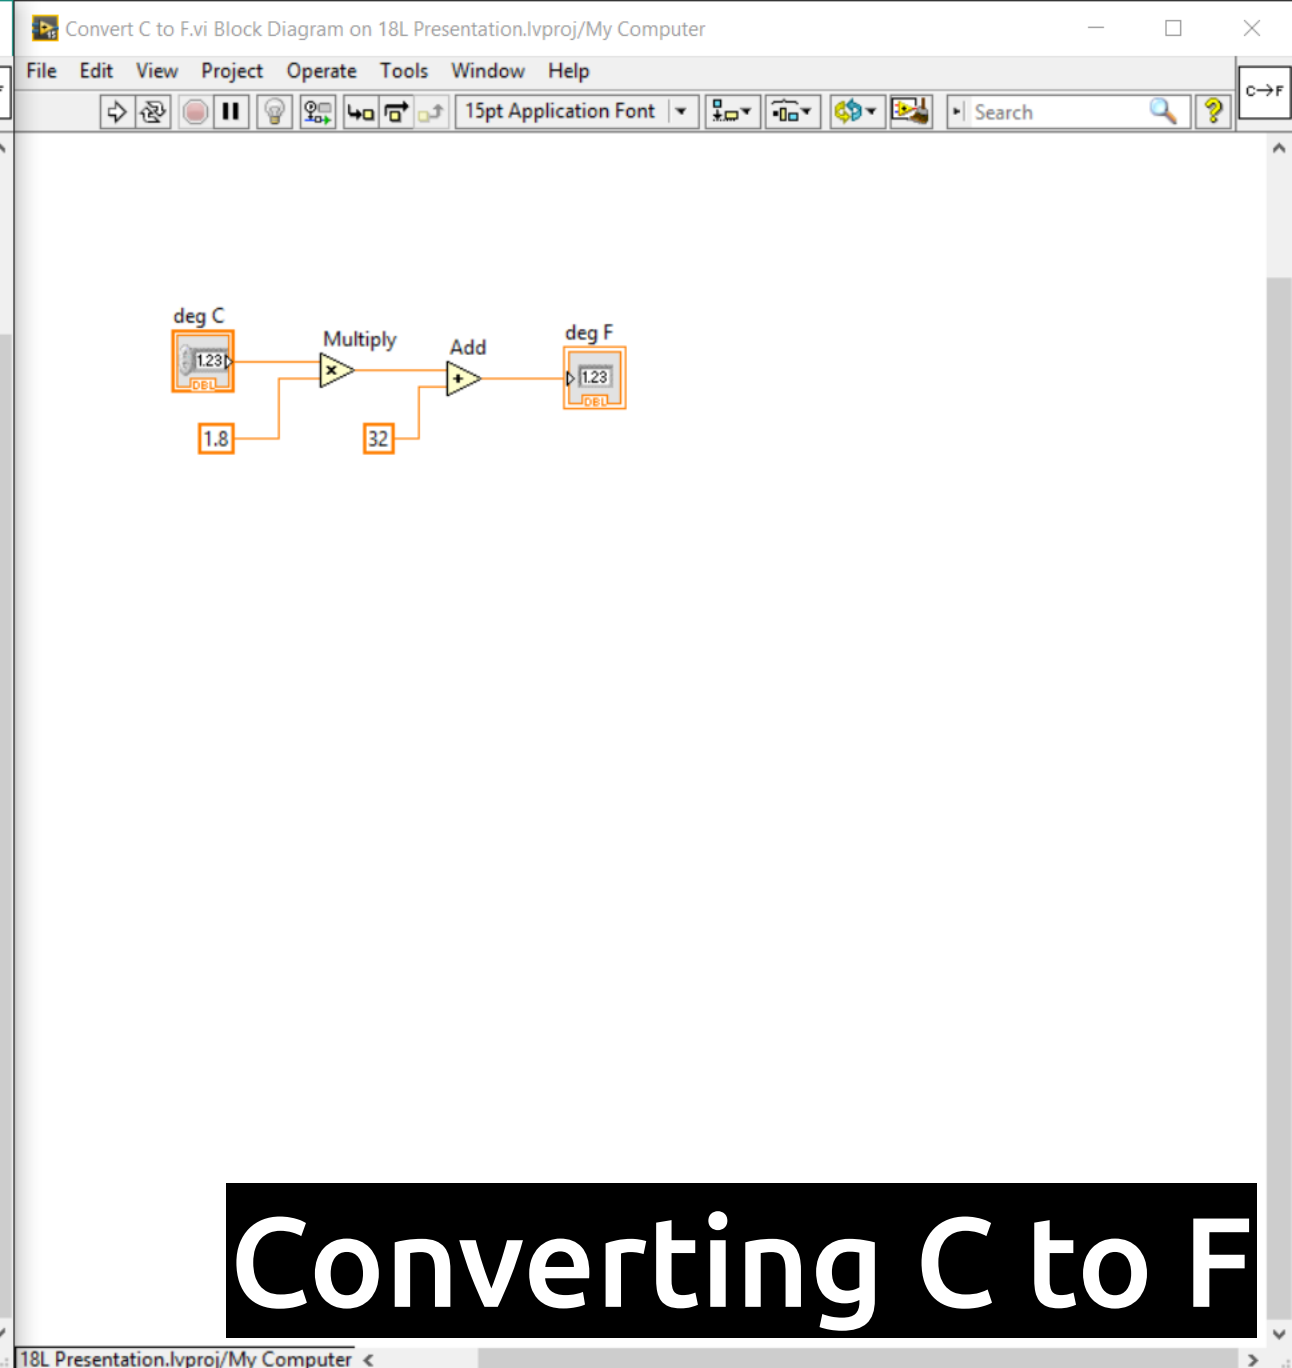 Convert C to F.vi Block Diagram on 18L Presentation.lvproj/My Computer
File Edit View Project Operate Tools Window Help
15pt Application Font
Search
?
C→F
deg C
1.23
DBL
Multiply
x
Add
+
deg F
1.23
DBL
1.8
32
Converting C to F
18L Presentation.lvproj/My Computer